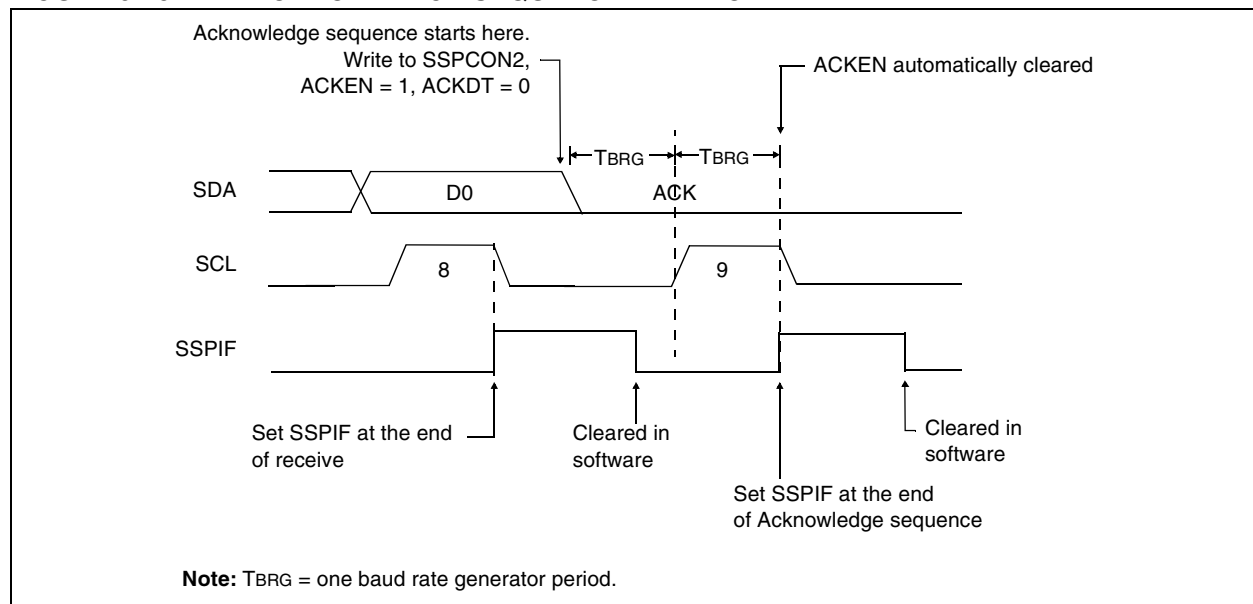 Acknowledge sequence starts here.
Write to SSPCON2,
ACKEN = 1, ACKDT = 0
ACKEN automatically cleared
TBRG
TBRG
SDA
D0
ACK
SCL
8
9
SSPIF
Set SSPIF at the end
of receive
Cleared in
software
Cleared in
software
Set SSPIF at the end
of Acknowledge sequence
Note: TBRG = one baud rate generator period.